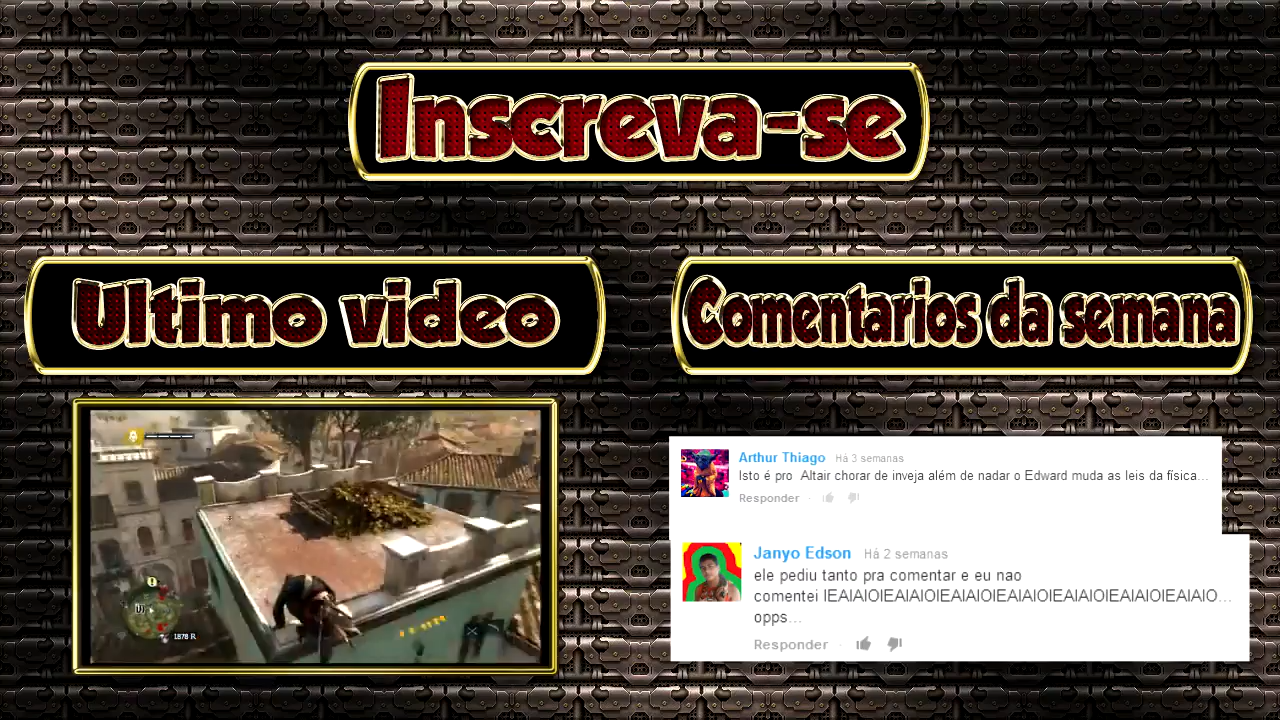 Inscreva-se
Ultimo video
Comentarios da semana
1878 R
Arthur Thiago Há 3 semanas
Isto é pro Altair chorar de inveja além de nadar o Edward muda as leis da física...
Responder ·
Janyo Edson Há 2 semanas
ele pediu tanto pra comentar e eu nao
comentei IEAIAIOIEAIAIOIEAIAIOIEAIAIOIEAIAIOIEAIAIOIEAIAIO...
opps...
Responder ·